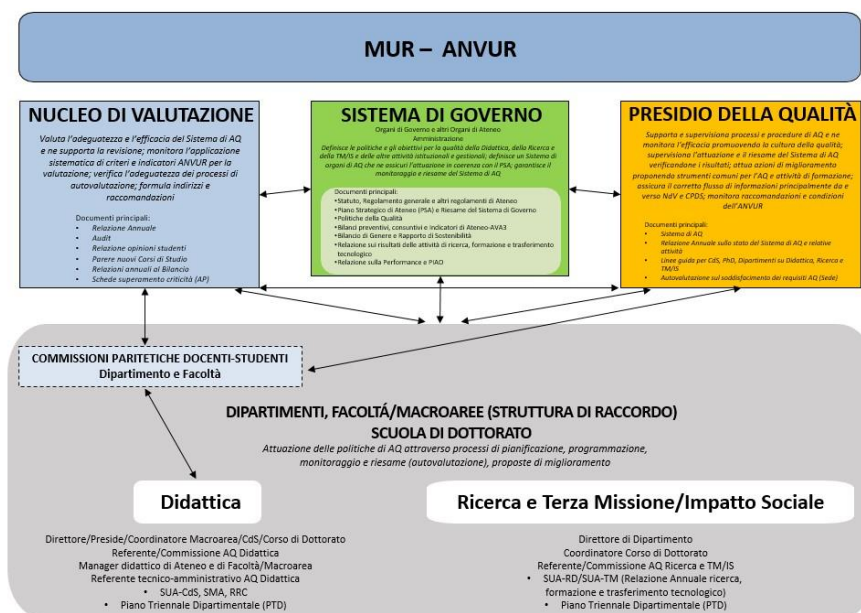 MUR – ANVUR
NUCLEO DI VALUTAZIONE
Valuta l'adeguatezza e l'efficacia del Sistema di AQ
e ne supporta la revisione; monitora l'applicazione
sistematica di criteri e indicatori ANVUR per la
valutazione; verifica l'adeguatezza dei processi di
autovalutazione; formula indirizzi e
raccomandazioni
Documenti principali:
• Relazione Annuale
• Audit
• Relazione opinioni studenti
• Parere nuovi Corsi di Studio
• Relazioni annuali al Bilancio
• Schede superamento criticità (AP)
SISTEMA DI GOVERNO
Organi di Governo e altri Organi di Ateneo
Amministrazione
Definisce le politiche e gli obiettivi per la qualità della Didattica, della Ricerca e
della TM/IS e delle altre attività istituzionali e gestionali; definisce un Sistema di
organi di AQ che ne assicuri l'attuazione in coerenza con il PSA; garantisce il
monitoraggio e riesame del Sistema di AQ
Documenti principali:
• Statuto, Regolamento generale e altri regolamenti di Ateneo
• Piano Strategico di Ateneo (PSA) e Riesame del Sistema di Governo
• Politiche della Qualità
• Bilanci preventivi, consuntivi e indicatori di Ateneo-AVA3
• Bilancio di Genere e Rapporto di Sostenibilità
• Relazione sui risultati delle attività di ricerca, formazione e trasferimento
tecnologico
• Relazione sulla Performance e PIAO
PRESIDIO DELLA QUALITÀ
Supporta e supervisiona processi e procedure di AQ e ne
monitora l'efficacia promuovendo la cultura della qualità;
supervisiona l'attuazione e il riesame del Sistema di AQ
verificandone i risultati; attua azioni di miglioramento
proponendo strumenti comuni per l'AQ e attività di formazione;
assicura il corretto flusso di informazioni principalmente da e
verso NdV e CPDS; monitora raccomandazioni e condizioni
dell'ANVUR
Documenti principali:
• Sistema di AQ
• Relazione Annuale sullo stato del Sistema di AQ e relative
attività
• Linee guida per CdS, PhD, Dipartimenti su Didattica, Ricerca e
TM/IS
• Autovalutazione sul soddisfacimento dei requisiti AQ (Sede)
COMMISSIONI PARITETICHE DOCENTI-STUDENTI
Dipartimento e Facoltà
DIPARTIMENTI, FACOLTÁ/MACROAREE (STRUTTURA DI RACCORDO)
SCUOLA DI DOTTORATO
Attuazione delle politiche di AQ attraverso processi di pianificazione, programmazione,
monitoraggio e riesame (autovalutazione), proposte di miglioramento
Didattica
Direttore/Preside/Coordinatore Macroarea/CdS/Corso di Dottorato
Referente/Commissione AQ Didattica
Manager didattico di Ateneo e di Facoltà/Macroarea
Referente tecnico-amministrativo AQ Didattica
• SUA-CdS, SMA, RRC
• Piano Triennale Dipartimentale (PTD)
Ricerca e Terza Missione/Impatto Sociale
Direttore di Dipartimento
Coordinatore Corso di Dottorato
Referente/Commissione AQ Ricerca e TM/IS
• SUA-RD/SUA-TM (Relazione Annuale ricerca,
formazione e trasferimento tecnologico)
• Piano Triennale Dipartimentale (PTD)